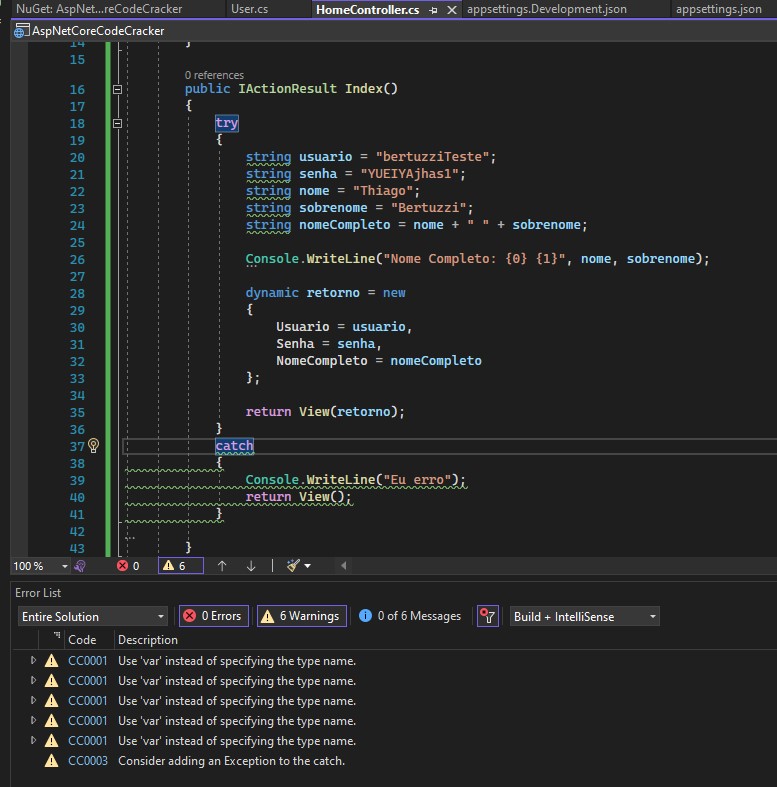 NuGet: AspNet...reCodeCracker User.cs HomeController.cs appsettings.Development.json appsettings.json
AspNetCoreCodeCracker
14 }
15
0 references
16 public IActionResult Index()
17 {
18 try
19 {
20 string usuario = "bertuzziTeste";
21 string senha = "YUEIYAjhas1";
22 string nome = "Thiago";
23 string sobrenome = "Bertuzzi";
24 string nomeCompleto = nome + " " + sobrenome;
25
26 Console.WriteLine("Nome Completo: {0} {1}", nome, sobrenome);
27
28 dynamic retorno = new
29 {
30 Usuario = usuario,
31 Senha = senha,
32 NomeCompleto = nomeCompleto
33 };
34
35 return View(retorno);
36 }
37 catch
38 {
39 Console.WriteLine("Eu erro");
40 return View();
41 }
42
43 }
100 % 0 6
Error List
Entire Solution 0 Errors 6 Warnings 0 of 6 Messages Build + IntelliSense
Code Description
CC0001 Use 'var' instead of specifying the type name.
CC0001 Use 'var' instead of specifying the type name.
CC0001 Use 'var' instead of specifying the type name.
CC0001 Use 'var' instead of specifying the type name.
CC0001 Use 'var' instead of specifying the type name.
CC0003 Consider adding an Exception to the catch.